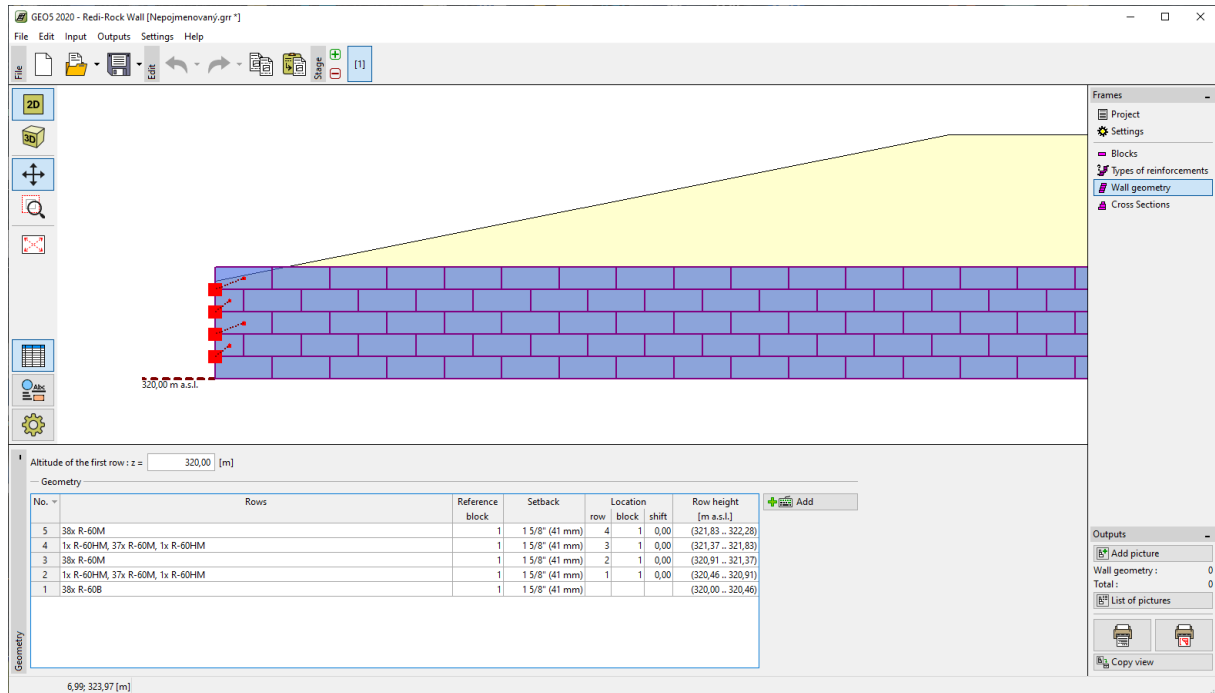 GEO5 2020 - Redi-Rock Wall [Nepojmenovaný.grr *]
File Edit Input Outputs Settings Help
File
Edit
Stage
[1]
2D
3D
Abc
320,00 m a.s.l.
Frames
Project
Settings
Blocks
Types of reinforcements
Wall geometry
Cross Sections
Altitude of the first row : z = 320,00 [m]
Geometry
No. Rows Reference block Setback Location row block shift Row height [m a.s.l.]
5 38x R-60M 1 1 5/8" (41 mm) 4 1 0,00 (321,83 .. 322,28)
4 1x R-60HM, 37x R-60M, 1x R-60HM 1 1 5/8" (41 mm) 3 1 0,00 (321,37 .. 321,83)
3 38x R-60M 1 1 5/8" (41 mm) 2 1 0,00 (320,91 .. 321,37)
2 1x R-60HM, 37x R-60M, 1x R-60HM 1 1 5/8" (41 mm) 1 1 0,00 (320,46 .. 320,91)
1 38x R-60B 1 1 5/8" (41 mm) (320,00 .. 320,46)
Add
Geometry
Outputs
Add picture
Wall geometry : 0
Total : 0
List of pictures
Copy view
6,99; 323,97 [m]